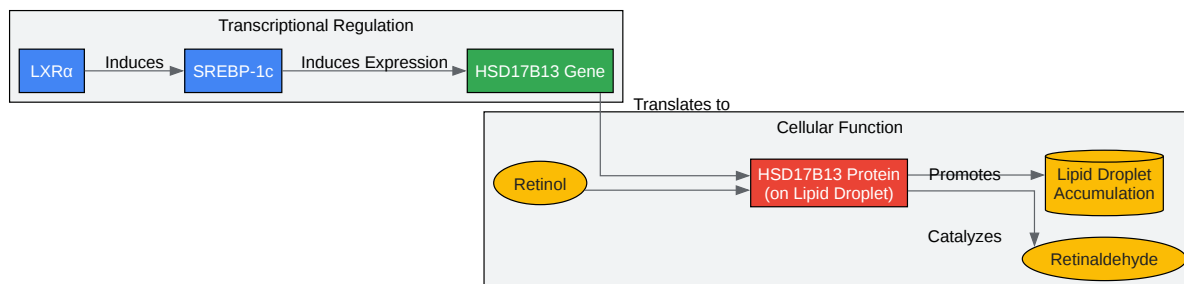 Transcriptional Regulation
LXRα
Induces
SREBP-1c
Induces Expression
HSD17B13 Gene
Translates to
Cellular Function
Retinol
HSD17B13 Protein
(on Lipid Droplet)
Promotes
Lipid Droplet
Accumulation
Catalyzes
Retinaldehyde